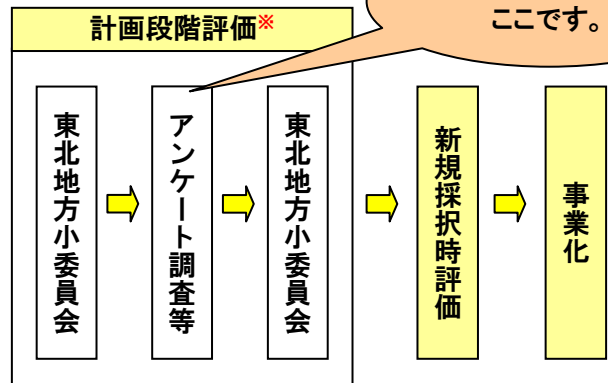 ここです。
計画段階評価※
東北地方小委員会
アンケート調査等
東北地方小委員会
新規採択時評価
事業化